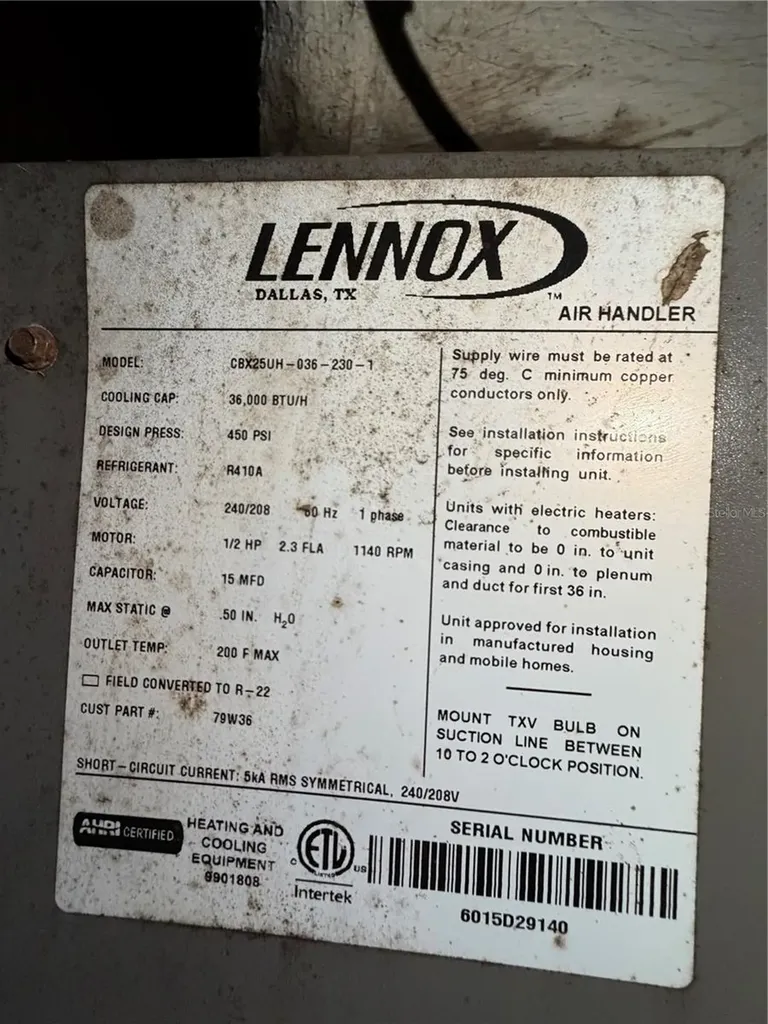 LENNOX
DALLAS, TX
TM
AIR HANDLER
MODEL: CBX25UH-036-230-1
COOLING CAP: 36,000 BTU/H
DESIGN PRESS: 450 PSI
REFRIGERANT: R410A
VOLTAGE: 240/208 60 Hz 1 phase
MOTOR: 1/2 HP 2.3 FLA 1140 RPM
CAPACITOR: 15 MFD
MAX STATIC @ .50 IN. H2O
OUTLET TEMP: 200 F MAX
FIELD CONVERTED TO R-22
CUST PART #: 79W36
Supply wire must be rated at
75 deg. C minimum copper
conductors only.
See installation instructions
for specific information
before installing unit.
Units with electric heaters:
Clearance to combustible
material to be 0 in. to unit
casing and 0 in. to plenum
and duct for first 36 in.
Unit approved for installation
in manufactured housing
and mobile homes.
MOUNT TXV BULB ON
SUCTION LINE BETWEEN
10 TO 2 O'CLOCK POSITION.
SHORT-CIRCUIT CURRENT: 5kA RMS SYMMETRICAL, 240/208V
AHRI CERTIFIED
HEATING AND
COOLING
EQUIPMENT
9901808
C ETL US
LISTED
Intertek
SERIAL NUMBER
6015D29140
StellarMLS